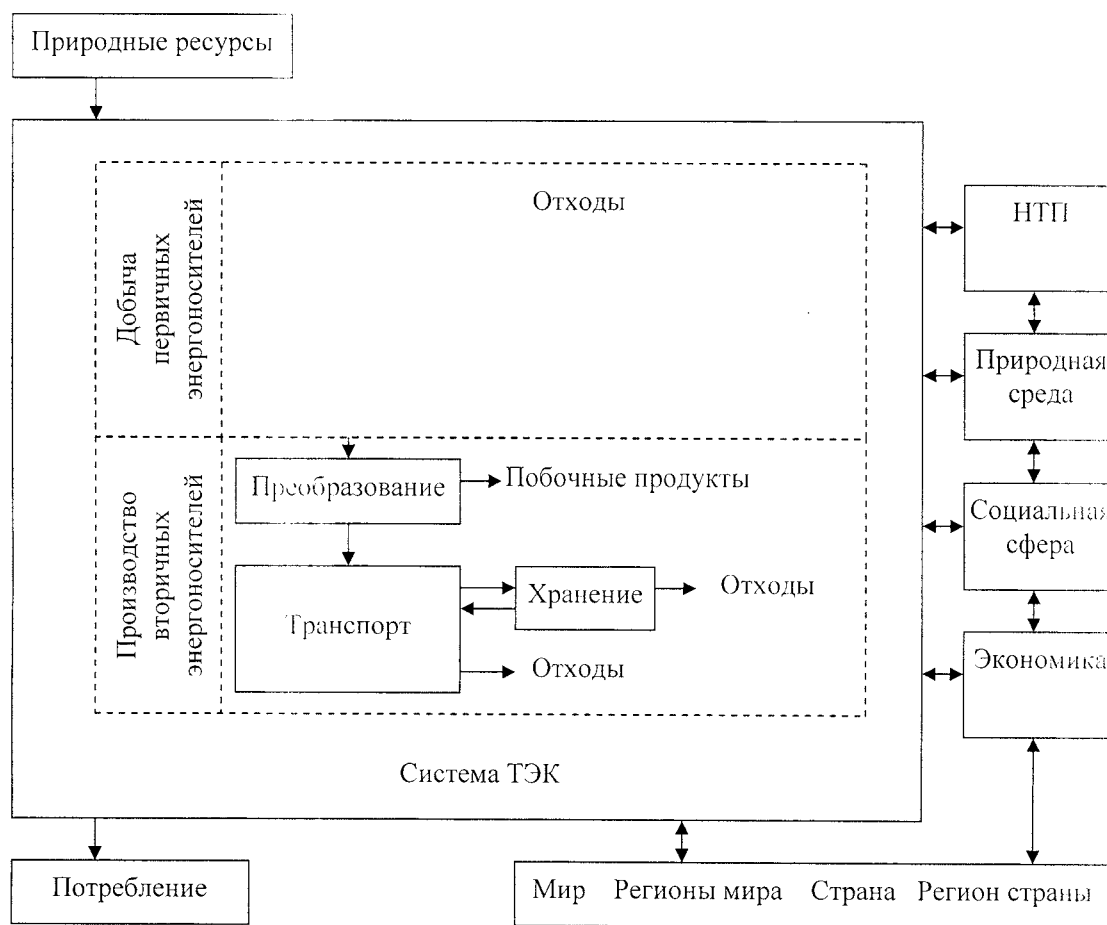 Природные ресурсы
Отходы
Добыча
первичных
энергоносителей
НТП
Природная
среда
Производство
вторичных
энергоносителей
Преобразование
Побочные продукты
Социальная
сфера
Транспорт
Хранение
Отходы
Отходы
Экономика
Система ТЭК
Потребление
Мир Регионы мира Страна Регион страны